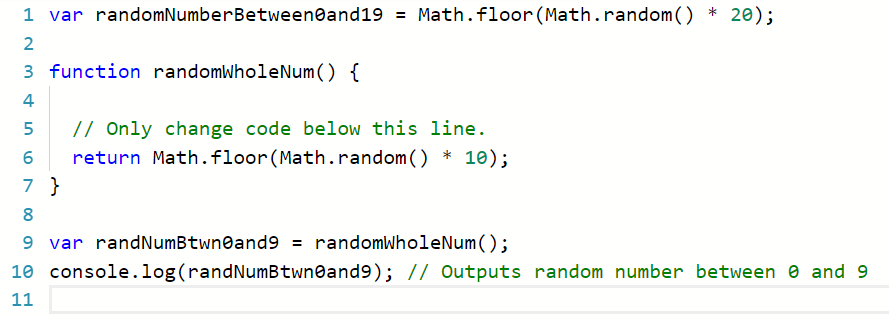 1 var randomNumberBetween0and19 = Math.floor(Math.random() * 20);
2
3 function randomWholeNum() {
4
5   // Only change code below this line.
6   return Math.floor(Math.random() * 10);
7 }
8
9 var randNumBtwn0and9 = randomWholeNum();
10 console.log(randNumBtwn0and9); // Outputs random number between 0 and 9
11